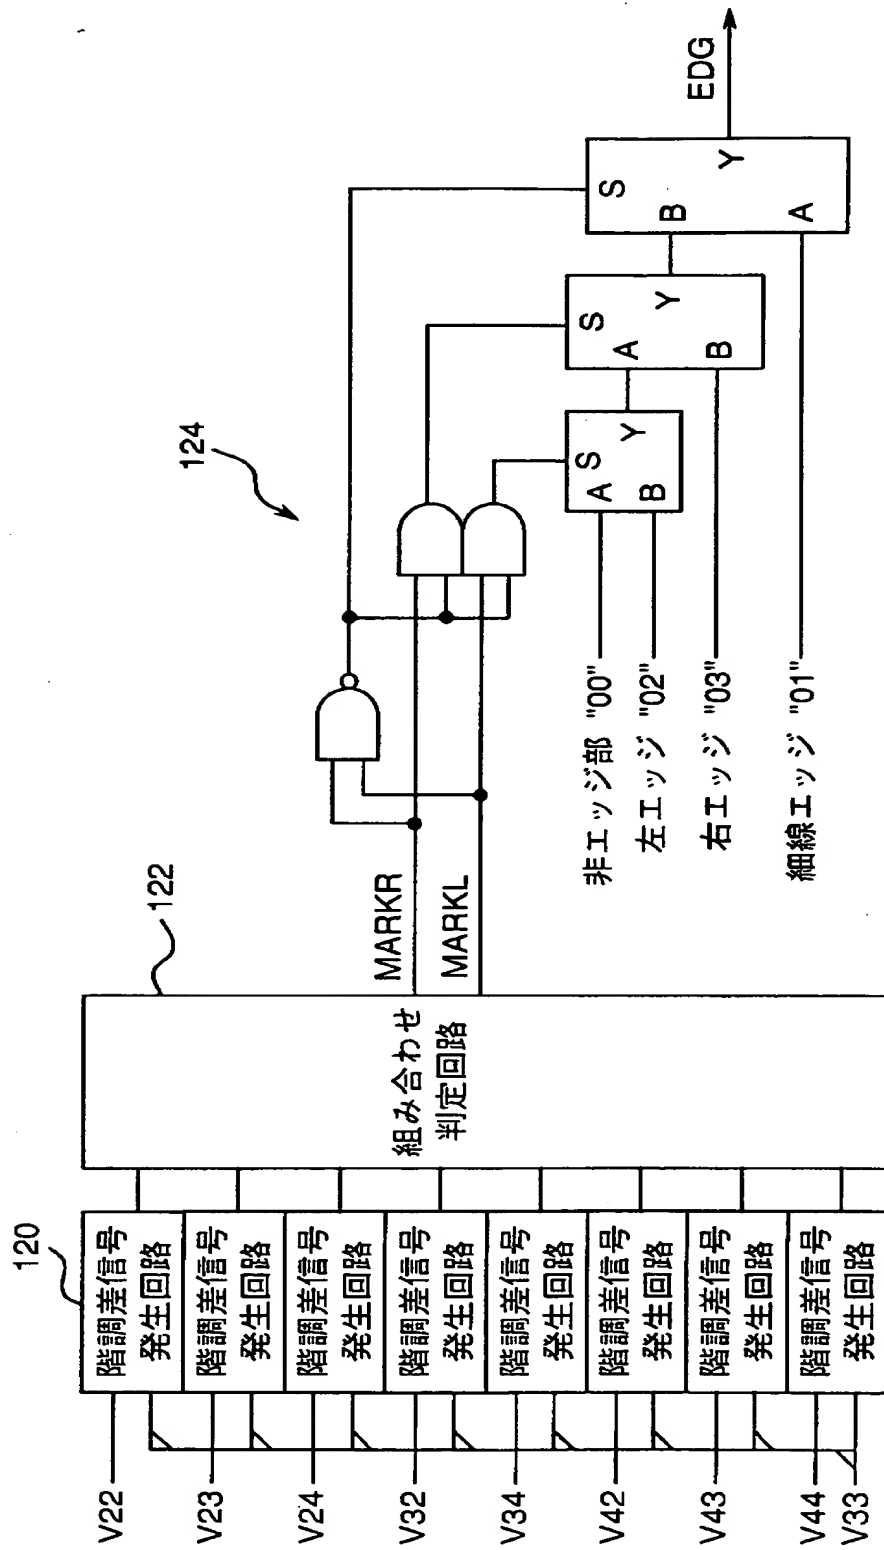 120
V22
V23
V24
V32
V34
V42
V43
V44
V33
階調差信号
発生回路
階調差信号
発生回路
階調差信号
発生回路
階調差信号
発生回路
階調差信号
発生回路
階調差信号
発生回路
階調差信号
発生回路
階調差信号
発生回路
122
組み合わせ
判定回路
MARKR
MARKL
124
非エッジ部 "00"
左エッジ "02"
右エッジ "03"
細線エッジ "01"
S
A
Y
B
S
A
Y
B
S
B
Y
A
EDG